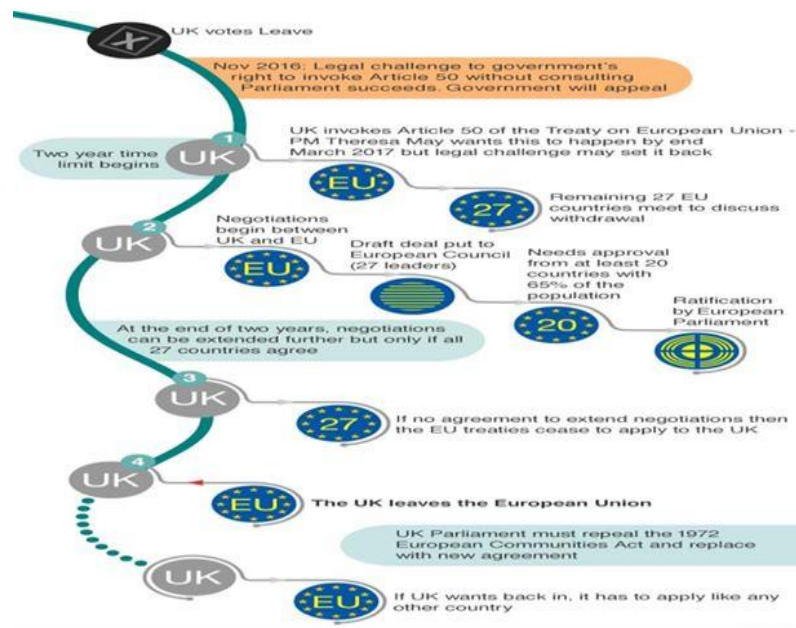 UK votes Leave
Nov 2016: Legal challenge to government's
right to invoke Article 50 without consulting
Parliament succeeds. Government will appeal
1
UK
Two year time
limit begins
UK invokes Article 50 of the Treaty on European Union -
PM Theresa May wants this to happen by end
March 2017 but legal challenge may set it back
EU
27
Remaining 27 EU
countries meet to discuss
withdrawal
2
UK
Negotiations
begin between
UK and EU
EU
Draft deal put to
European Council
(27 leaders)
Needs approval
from at least 20
countries with
65% of the
population
20
Ratification
by European
Parliament
At the end of two years, negotiations
can be extended further but only if all
27 countries agree
3
UK
27
If no agreement to extend negotiations then
the EU treaties cease to apply to the UK
4
UK
EU
The UK leaves the European Union
UK Parliament must repeal the 1972
European Communities Act and replace
with new agreement
UK
EU
If UK wants back in, it has to apply like any
other country